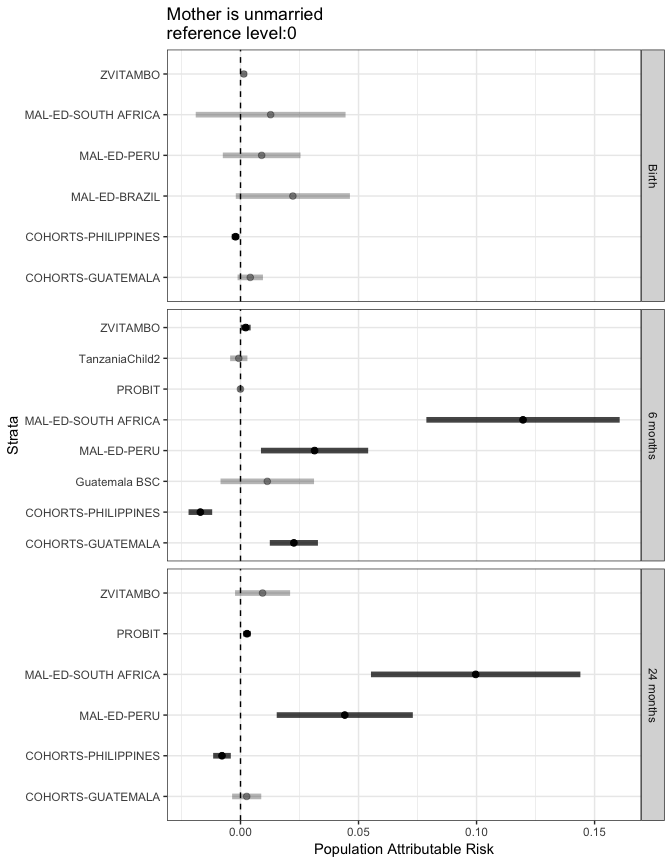 Mother is unmarried
reference level:0
ZVITAMBO
MAL-ED-SOUTH AFRICA
MAL-ED-PERU
MAL-ED-BRAZIL
COHORTS-PHILIPPINES
COHORTS-GUATEMALA
Birth
ZVITAMBO
TanzaniaChild2
PROBIT
MAL-ED-SOUTH AFRICA
MAL-ED-PERU
Guatemala BSC
COHORTS-PHILIPPINES
COHORTS-GUATEMALA
6 months
Strata
ZVITAMBO
PROBIT
MAL-ED-SOUTH AFRICA
MAL-ED-PERU
COHORTS-PHILIPPINES
COHORTS-GUATEMALA
24 months
0.00 0.05 0.10 0.15
Population Attributable Risk